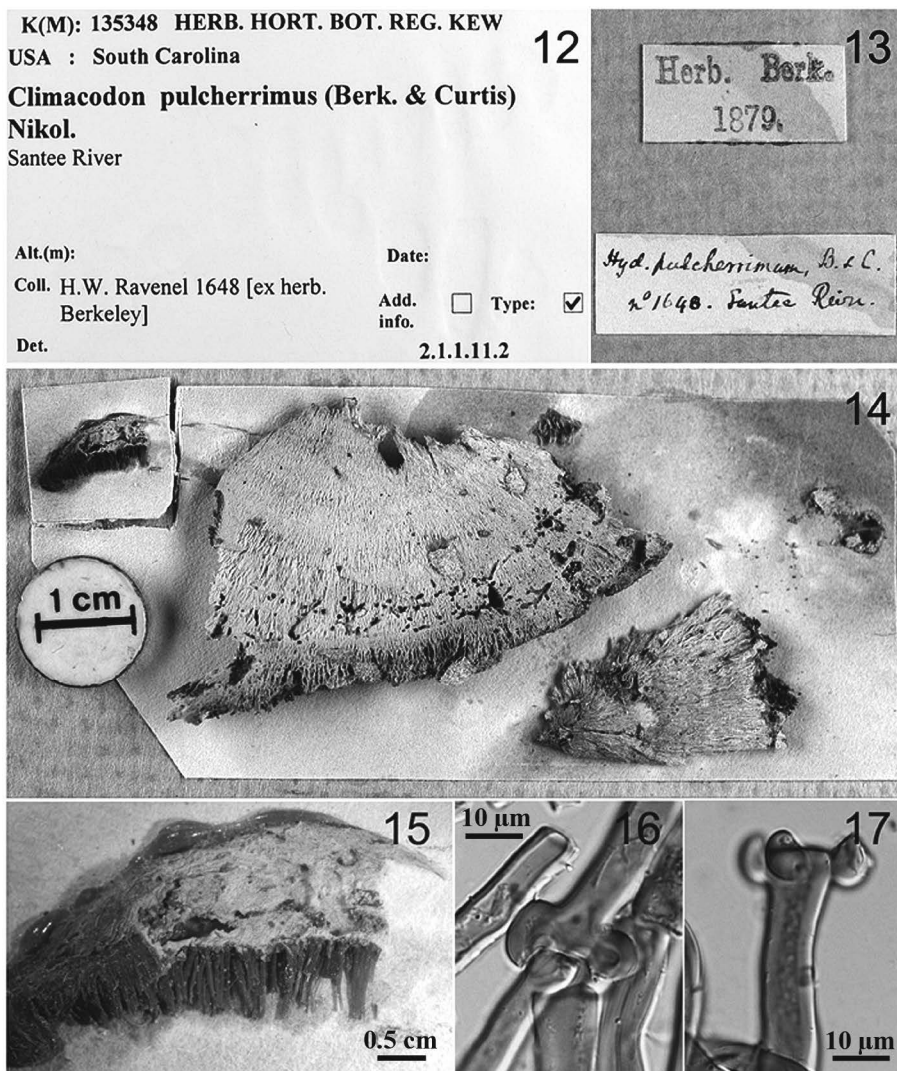 K(M): 135348 HERB. HORT. BOT. REG. KEW
USA : South Carolina
12
Climacodon pulcherrimus (Berk. & Curtis)
Nikol.
Santee River
Alt.(m):
Date:
Coll. H.W. Ravenel 1648 [ex herb.
Berkeley]
Add.
info.
Type:
Det.
2.1.1.11.2
13
Herb. Berk.
1879.
Hyd. pulcherrimum, B. & C.
nº 1648. Santee River.
14
1 cm
15
0.5 cm
10 µm
16
17
10 µm